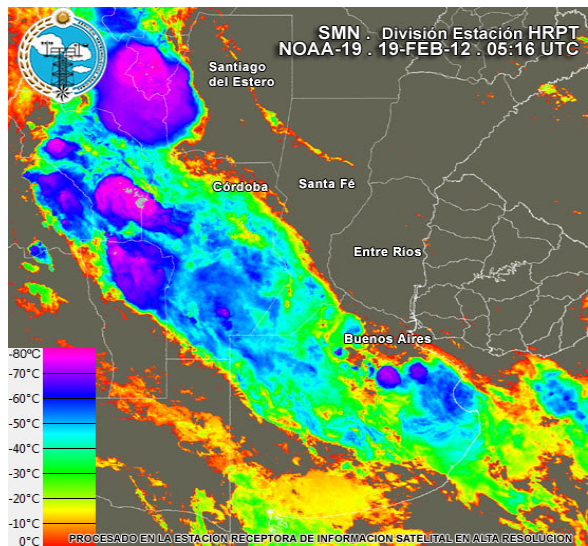 SMN . División Estación HRPT
NOAA-19 . 19-FEB-12 . 05:16 UTC
Santiago
del Estero
Córdoba
Santa Fé
Entre Ríos
Buenos Aires
-80ºC
-70°C
-60°C
-50°C
-40°C
-30°C
-20°C
-10°C
0°C
PROCESADO EN LA ESTACION RECEPTORA DE INFORMACION SATELITAL EN ALTA RESOLUCION